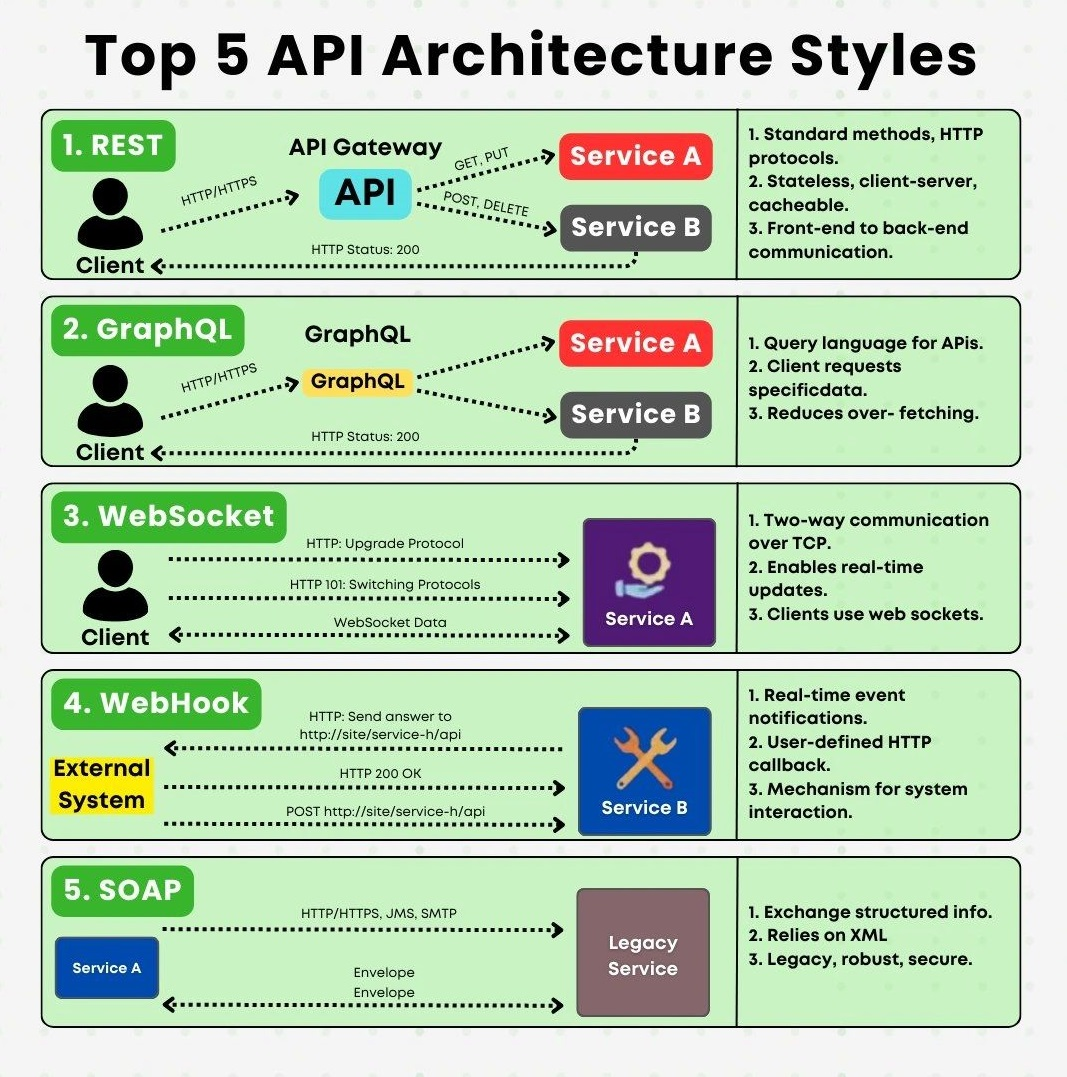 Top 5 API Architecture Styles
1. REST
API Gateway
API
HTTP/HTTPS
GET, PUT
POST, DELETE
Service A
Service B
HTTP Status: 200
Client
1. Standard methods, HTTP
protocols.
2. Stateless, client-server,
cacheable.
3. Front-end to back-end
communication.
2. GraphQL
GraphQL
GraphQL
HTTP/HTTPS
Service A
Service B
HTTP Status: 200
Client
1. Query language for APis.
2. Client requests
specificdata.
3. Reduces over- fetching.
3. WebSocket
HTTP: Upgrade Protocol
HTTP 101: Switching Protocols
WebSocket Data
Client
Service A
1. Two-way communication
over TCP.
2. Enables real-time
updates.
3. Clients use web sockets.
4. WebHook
HTTP: Send answer to
http://site/service-h/api
External
System
HTTP 200 OK
POST http://site/service-h/api
Service B
1. Real-time event
notifications.
2. User-defined HTTP
callback.
3. Mechanism for system
interaction.
5. SOAP
HTTP/HTTPS, JMS, SMTP
Service A
Envelope
Envelope
Legacy
Service
1. Exchange structured info.
2. Relies on XML
3. Legacy, robust, secure.